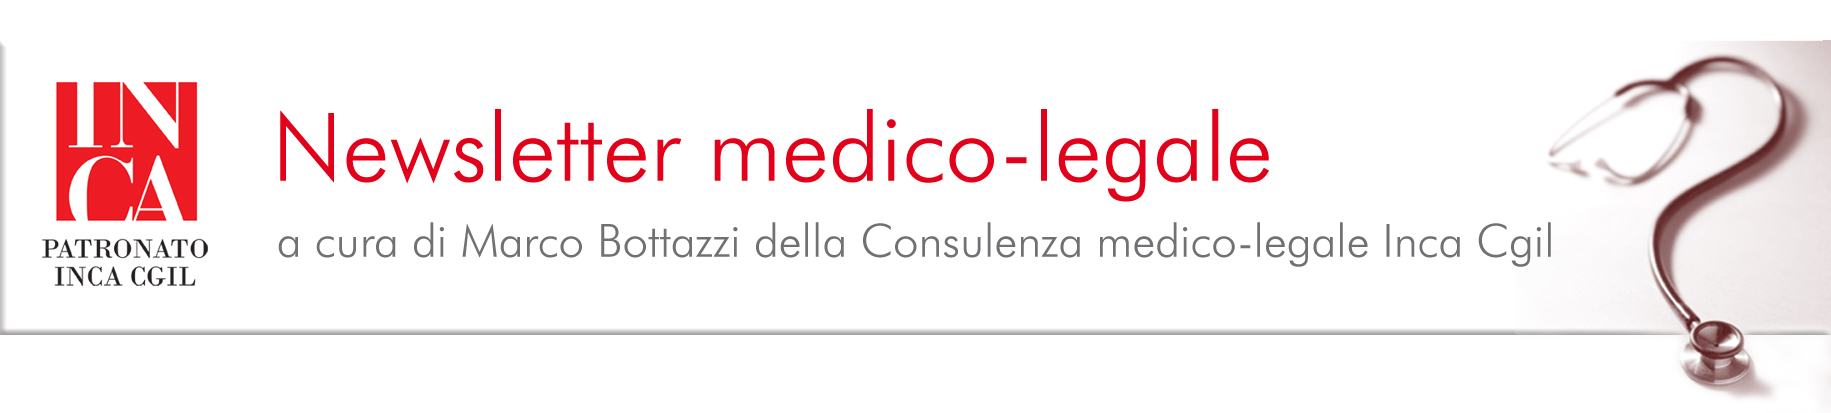 IN
CA
PATRONATO
INCA CGIL
Newsletter medico-legale
a cura di Marco Bottazzi della Consulenza medico-legale Inca Cgil